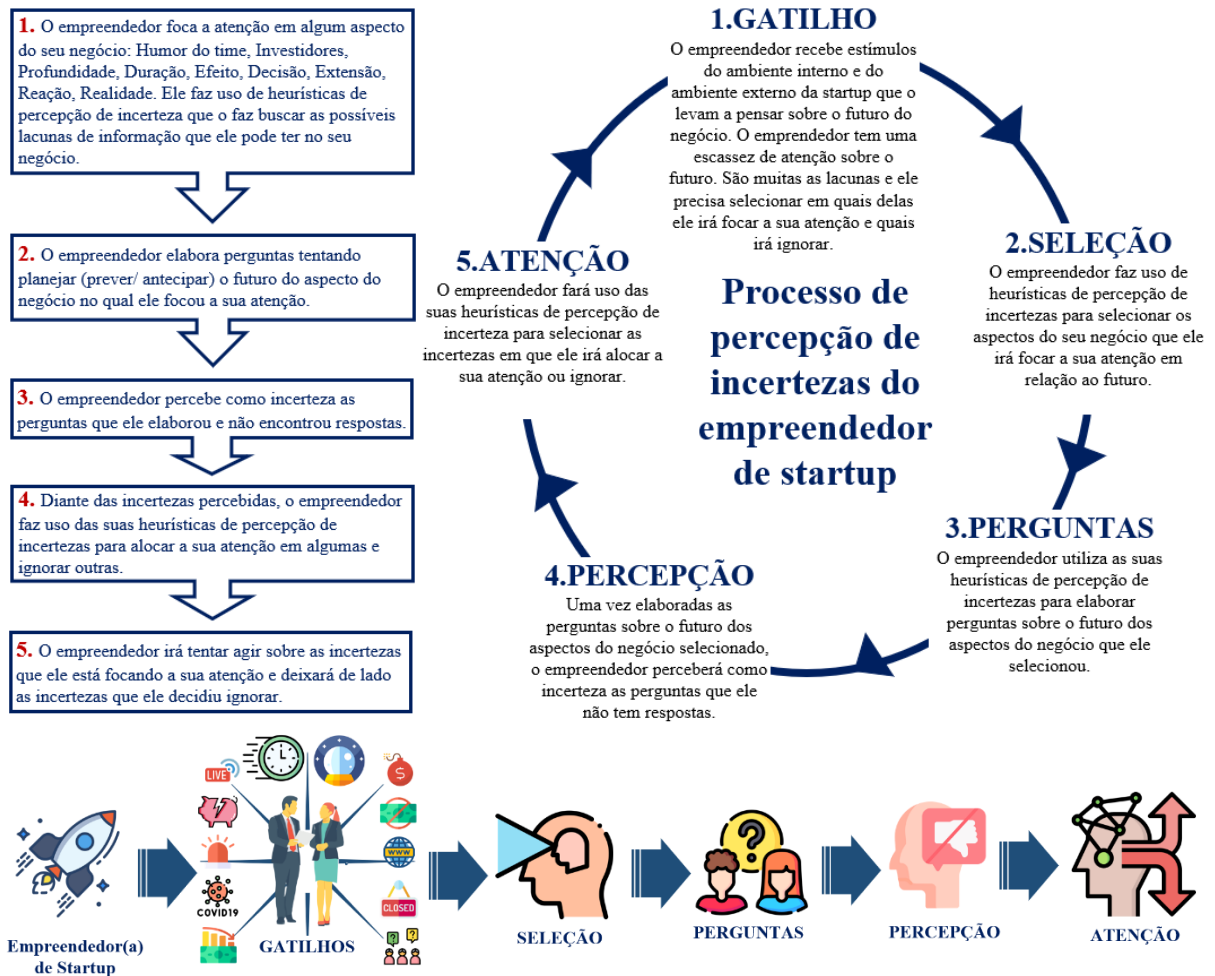 1. O empreendedor foca a atenção em algum aspecto
do seu negócio: Humor do time, Investidores,
Profundidade, Duração, Efeito, Decisão, Extensão,
Reação, Realidade. Ele faz uso de heurísticas de
percepção de incerteza que o faz buscar as possíveis
lacunas de informação que ele pode ter no seu
negócio.
2. O empreendedor elabora perguntas tentando
planejar (prever/ antecipar) o futuro do aspecto do
negócio no qual ele focou a sua atenção.
3. O empreendedor percebe como incerteza as
perguntas que ele elaborou e não encontrou respostas.
4. Diante das incertezas percebidas, o empreendedor
faz uso das suas heurísticas de percepção de
incertezas para alocar a sua atenção em algumas e
ignorar outras.
5. O empreendedor irá tentar agir sobre as incertezas
que ele está focando a sua atenção e deixará de lado
as incertezas que ele decidiu ignorar.
1.GATILHO
O empreendedor recebe estímulos
do ambiente interno e do
ambiente externo da startup que o
levam a pensar sobre o futuro do
negócio. O emprendedor tem uma
escassez de atenção sobre o
futuro. São muitas as lacunas e ele
precisa selecionar em quais delas
ele irá focar a sua atenção e quais
irá ignorar.
2.SELEÇÃO
O empreendedor faz uso de
heurísticas de percepção de
incertezas para selecionar os
aspectos do seu negócio que ele
irá focar a sua atenção em
relação ao futuro.
3.PERGUNTAS
O empreendedor utiliza as suas
heurísticas de percepção de
incertezas para elaborar
perguntas sobre o futuro dos
aspectos do negócio que ele
selecionou.
4.PERCEPÇÃO
Uma vez elaboradas as
perguntas sobre o futuro dos
aspectos do negócio selecionado,
o empreendedor perceberá como
incerteza as perguntas que ele
não tem respostas.
5.ATENÇÃO
O empreendedor fará uso das
suas heurísticas de percepção de
incerteza para selecionar as
incertezas em que ele irá alocar a
sua atenção ou ignorar.
Processo de
percepção de
incertezas do
empreendedor
de startup
LIVE
$
WWW
COVID19
CLOSED
? ?
?
Empreendedor(a)
de Startup
GATILHOS
SELEÇÃO
PERGUNTAS
PERCEPÇÃO
ATENÇÃO